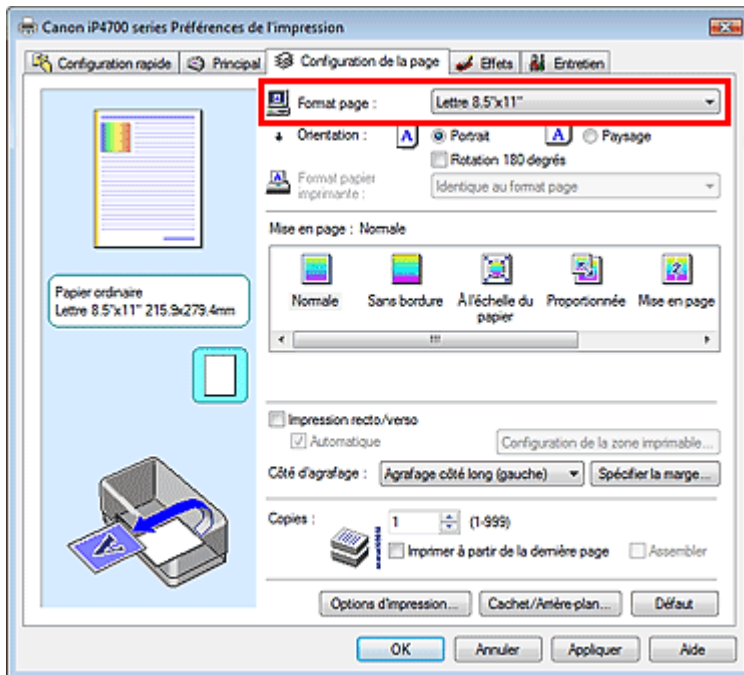 Canon iP4700 series Préférences de l'impression
Configuration rapide Principal Configuration de la page Effets Entretien
Format page : Lettre 8.5"x11"
Orientation : A Portrait A Paysage
Rotation 180 degrés
Format papier
imprimante : Identique au format page
Mise en page : Normale
Normale Sans bordure À l'échelle du papier Proportionnée Mise en page
Papier ordinaire
Lettre 8.5"x11" 215.9x279.4mm
Impression recto/verso
Automatique Configuration de la zone imprimable...
Côté d'agrafage : Agrafage côté long (gauche) Spécifier la marge...
Copies : 1 (1-999)
Imprimer à partir de la dernière page Assembler
Options d'impression... Cachet/Arrière-plan... Défaut
OK Annuler Appliquer Aide